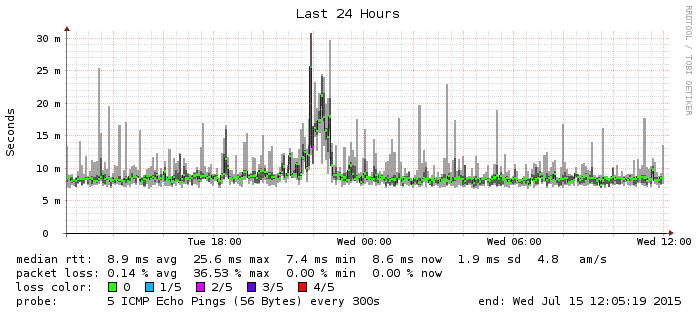 Last 24 Hours
RRDTOOL / TOBI OETIKER
Seconds
30 m
25 m
20 m
15 m
10 m
5 m
0
Tue 18:00 Wed 00:00 Wed 06:00 Wed 12:00
median rtt: 8.9 ms avg 25.6 ms max 7.4 ms min 8.6 ms now 1.9 ms sd 4.8 am/s
packet loss: 0.14 % avg 36.53 % max 0.00 % min 0.00 % now
loss color: 0 1/5 2/5 3/5 4/5
probe: 5 ICMP Echo Pings (56 Bytes) every 300s end: Wed Jul 15 12:05:19 2015